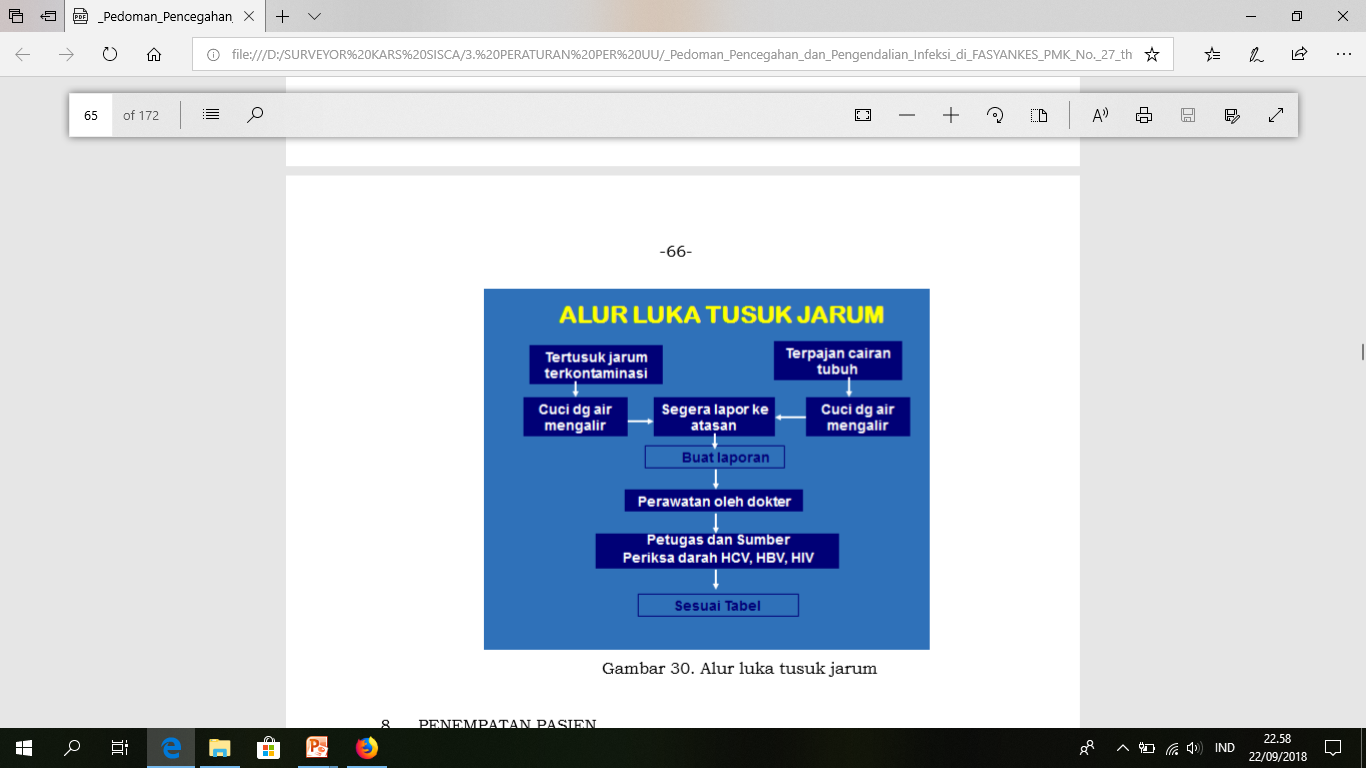 _Pedoman_Pencegahan_
file:///D:/SURVEYOR%20KARS%20SISCA/3.%20PERATURAN%20PER%20UU/_Pedoman_Pencegahan_dan_Pengendalian_Infeksi_di_FASYANKES_PMK_No._27_th
65 of 172
-66-
ALUR LUKA TUSUK JARUM
Tertusuk jarum
terkontaminasi
Terpajan cairan
tubuh
Cuci dg air
mengalir
Segera lapor ke
atasan
Cuci dg air
mengalir
Buat laporan
Perawatan oleh dokter
Petugas dan Sumber
Periksa darah HCV, HBV, HIV
Sesuai Tabel
Gambar 30. Alur luka tusuk jarum
8. PENEMPATAN PASIEN
IND
22.58
22/09/2018